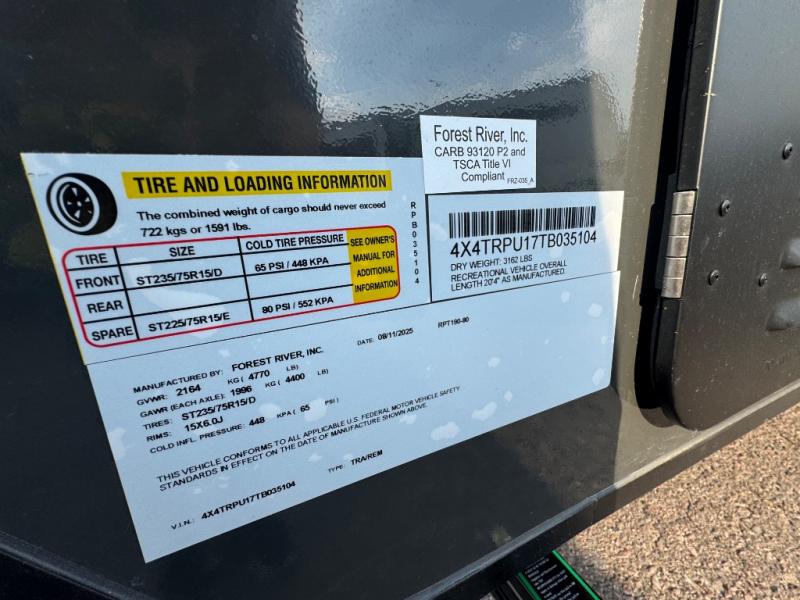 Forest River, Inc.
CARB 93120 P2 and
TSCA Title VI
Compliant
FRZ-035_A
TIRE AND LOADING INFORMATION
The combined weight of cargo should never exceed
722 kgs or 1591 lbs.
TIRE SIZE COLD TIRE PRESSURE
FRONT ST235/75R15/D 65 PSI / 448 KPA
REAR
SPARE ST225/75R15/E 80 PSI / 552 KPA
SEE OWNER'S
MANUAL FOR
ADDITIONAL
INFORMATION
RPB035104
4X4TRPU17TB035104
DRY WEIGHT: 3162 LBS
RECREATIONAL VEHICLE OVERALL
LENGTH 20'4" AS MANUFACTURED.
MANUFACTURED BY: FOREST RIVER, INC. DATE: 09/11/2025 RPT190-80
GVWR: 2164 KG ( 4770 LB)
GAWR (EACH AXLE): 1996 KG ( 4400 LB)
TIRES: ST235/75R15/D
RIMS: 15X6.0J
COLD INFL. PRESSURE: 448 KPA ( 65 PSI )
THIS VEHICLE CONFORMS TO ALL APPLICABLE U.S. FEDERAL MOTOR VEHICLE SAFETY
STANDARDS IN EFFECT ON THE DATE OF MANUFACTURE SHOWN ABOVE.
V.I.N.: 4X4TRPU17TB035104 TYPE: TRA/REM